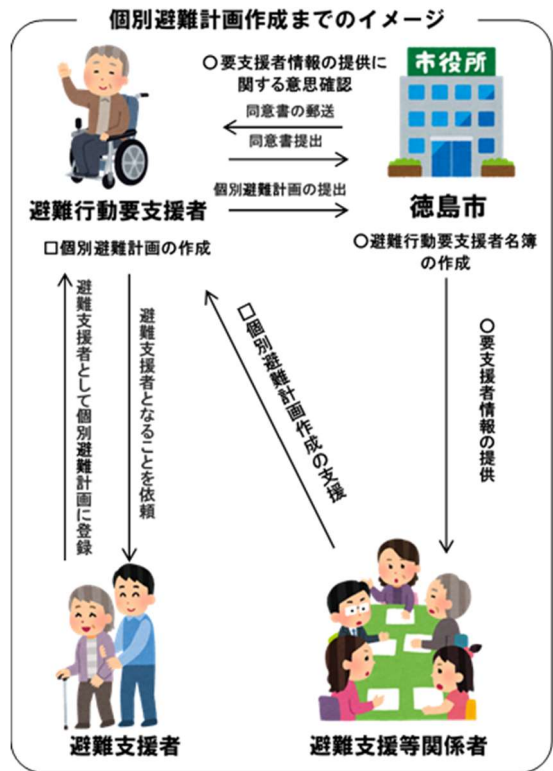 個別避難計画作成までのイメージ
〇要支援者情報の提供に
関する意思確認
市役所
同意書の郵送
同意書提出
個別避難計画の提出
避難行動要支援者
徳島市
□個別避難計画の作成
〇避難行動要支援者名簿
の作成
避難支援者として個別避難計画に登録
避難支援者となることを依頼
□個別避難計画作成の支援
〇要支援者情報の提供
避難支援者
避難支援等関係者